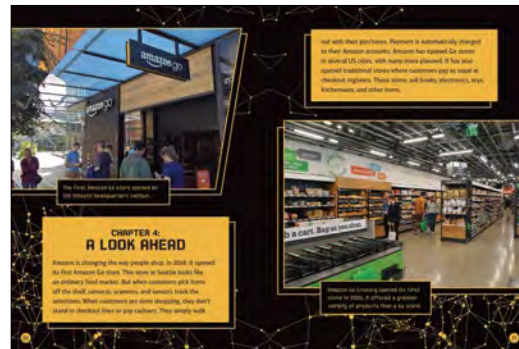 amazon go
amazon go
The first Amazon Go store opened on
the Amazon headquarters campus.
CHAPTER 4:
A LOOK AHEAD
Amazon is changing the way people shop. In 2018, it opened
its first Amazon Go store. This store in Seattle looks like
an ordinary food market. But when customers pick items
off the shelf, cameras, scanners, and sensors track the
selections. When customers are done shopping, they don't
stand in checkout lines or pay cashiers. They simply walk
out with their purchases. Payment is automatically charged
to their Amazon accounts. Amazon has opened Go stores
in several US cities, with many more planned. It has also
opened traditional stores where customers pay as usual at
checkout registers. These stores sell books, electronics, toys,
kitchenware, and other items.
b a cart. Bag as you shop.
Amazon Go Grocery opened its first
store in 2020. It offered a greater
variety of products than a Go store.